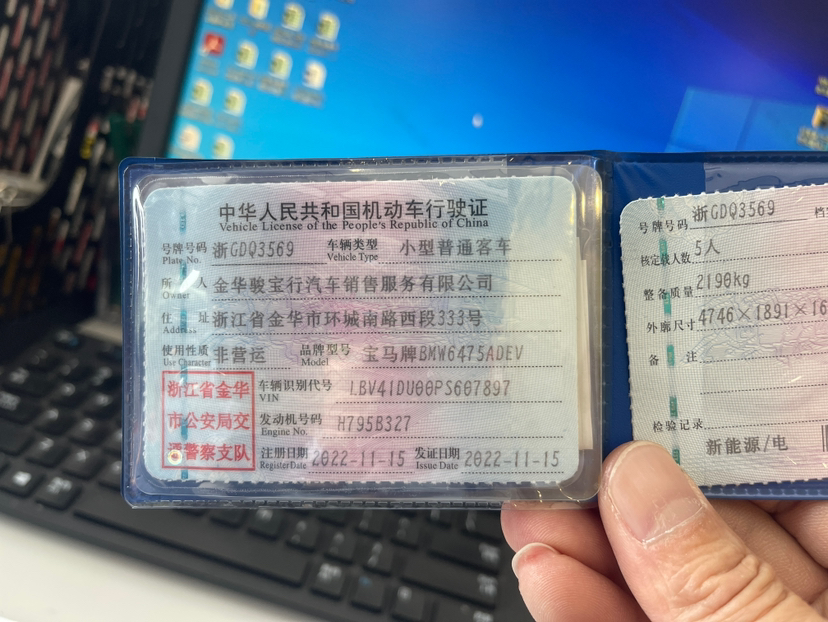 中华人民共和国机动车行驶证
Vehicle License of the People's Republic of China
号牌号码 浙GDQ3569 车辆类型 小型普通客车
Plate No. Vehicle Type
所有人 金华骏宝行汽车销售服务有限公司
Owner
住址 浙江省金华市环城南路西段333号
Address
使用性质 非营运 品牌型号 宝马牌BMW6475ADEV
Use Character Model
浙江省金华
市公安局交
通警察支队
车辆识别代号 LBV41DU00PS607897
VIN
发动机号码 H795B327
Engine No.
注册日期 2022-11-15 发证日期 2022-11-15
Register Date Issue Date
号牌号码 浙GDQ3569 档
核定载人数 5人
整备质量 2190kg
外廓尺寸 4746×1891×16
备注
检验记录
新能源/电